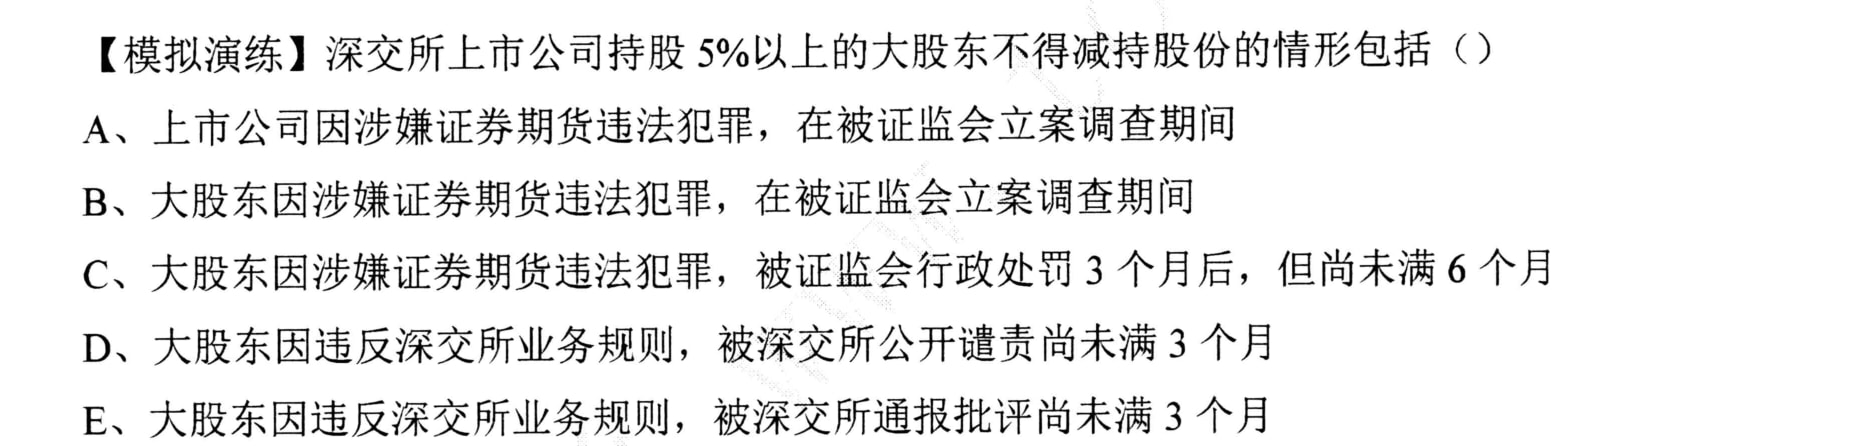 【模拟演练】深交所上市公司持股 5%以上的大股东不得减持股份的情形包括（）
A、上市公司因涉嫌证券期货违法犯罪，在被证监会立案调查期间
B、大股东因涉嫌证券期货违法犯罪，在被证监会立案调查期间
C、大股东因涉嫌证券期货违法犯罪，被证监会行政处罚 3 个月后，但尚未满 6 个月
D、大股东因违反深交所业务规则，被深交所公开谴责尚未满 3 个月
E、大股东因违反深交所业务规则，被深交所通报批评尚未满 3 个月